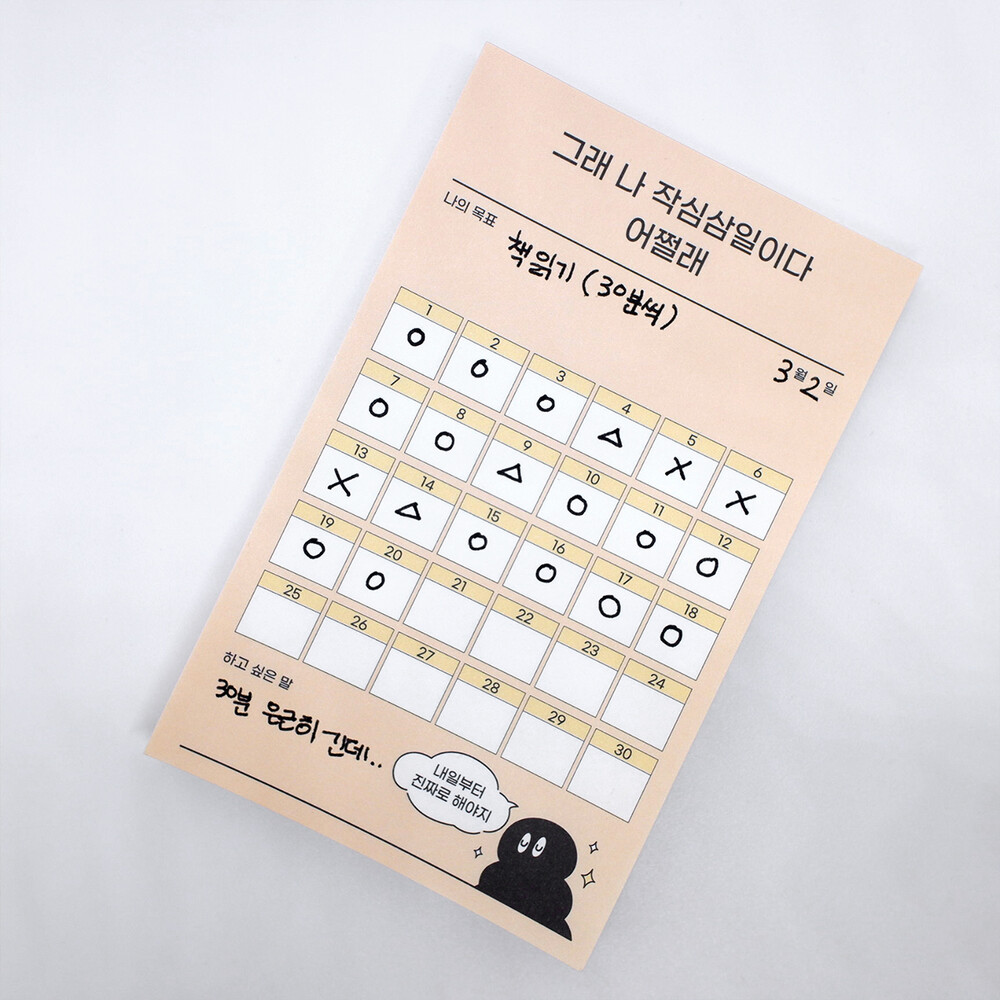 그래 나 작심삼일이다
어쩔래
나의 목표
책 읽기 (30분씩)
3월 2일
1 2 3 4 5 6
O O O △ X X
7 8 9 10 11 12
O O △ O O O
13 14 15 16 17 18
X △ O O O O
19 20 21 22 23 24
O O
25 26 27 28 29 30
하고 싶은 말
30분 은근히 긴데..
내일부터
진짜로 해야지